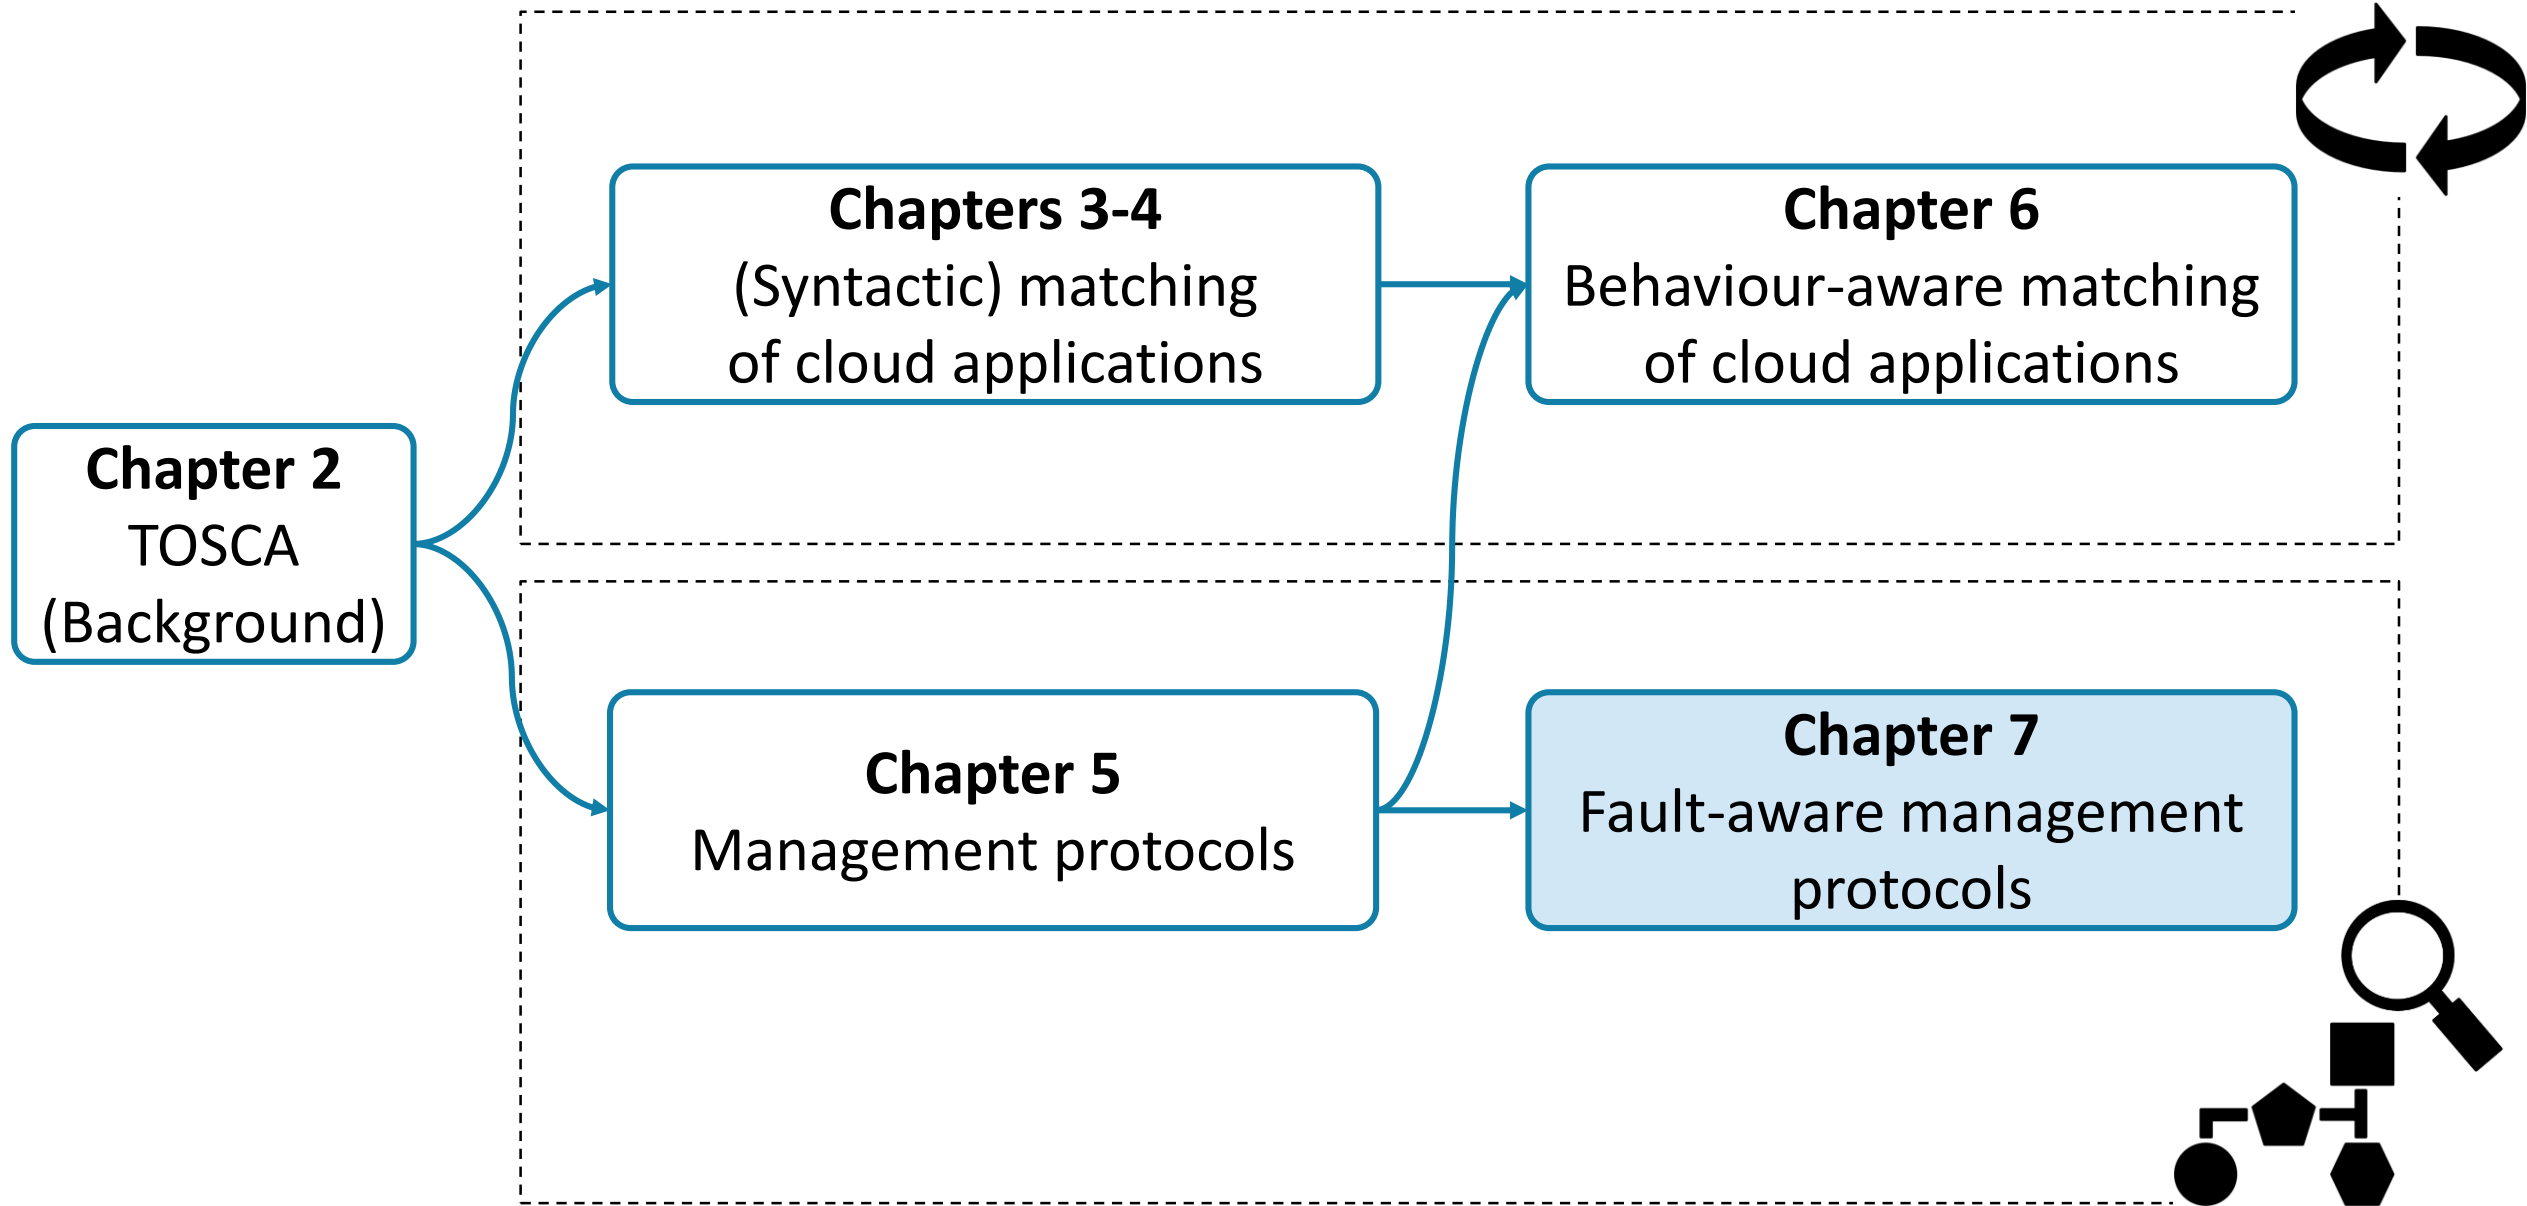 Chapters 3-4
(Syntactic) matching
of cloud applications
Chapter 6
Behaviour-aware matching
of cloud applications
Chapter 2
TOSCA
(Background)
Chapter 5
Management protocols
Chapter 7
Fault-aware management
protocols